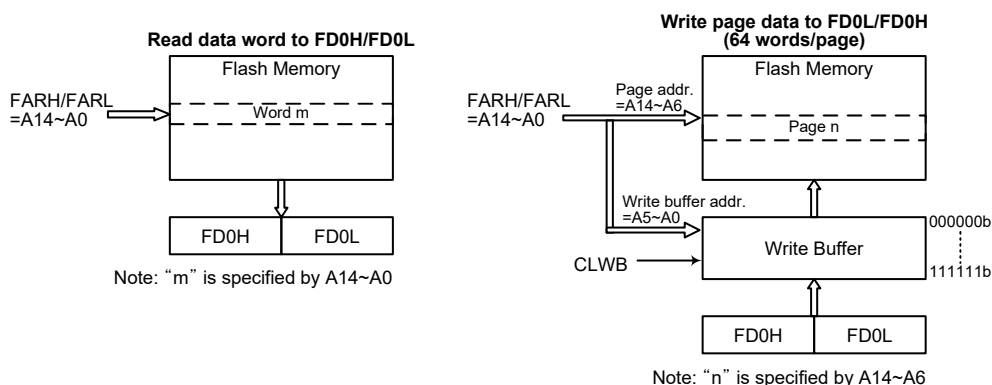 Read data word to FD0H/FD0L
Flash Memory
FARH/FARL
=A14~A0
Word m
FD0H
FD0L
Note: “m” is specified by A14~A0
Write page data to FD0L/FD0H
(64 words/page)
Flash Memory
FARH/FARL
=A14~A0
Page addr.
=A14~A6
Page n
Write buffer addr.
=A5~A0
Write Buffer
000000b
111111b
CLWB
FD0H
FD0L
Note: “n” is specified by A14~A6